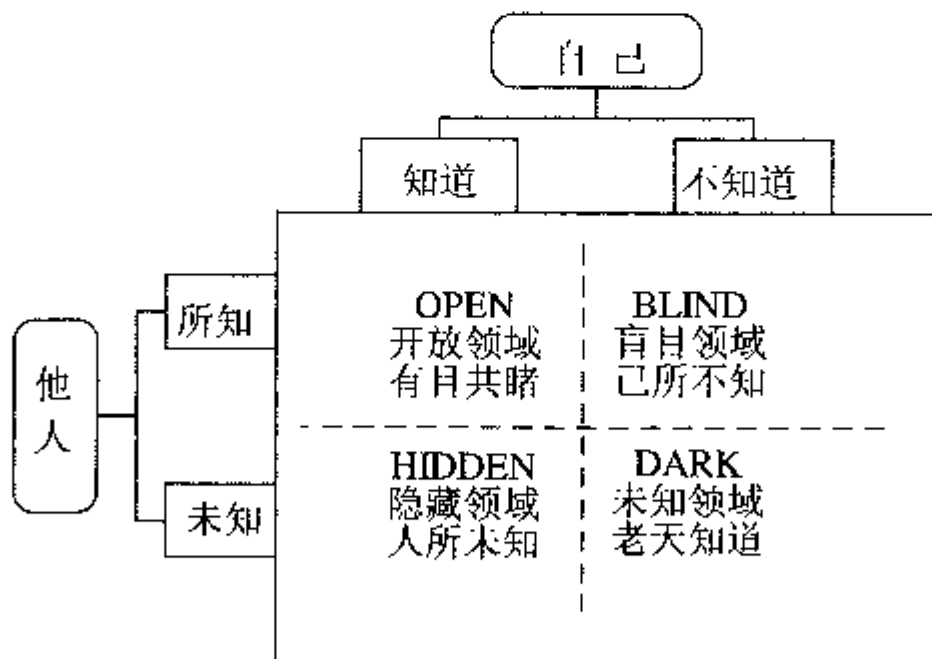 自己
知道
不知道
所知
他人
未知
OPEN
开放领域
有目共睹
BLIND
盲目领域
己所不知
HIDDEN
隐藏领域
人所未知
DARK
未知领域
老天知道